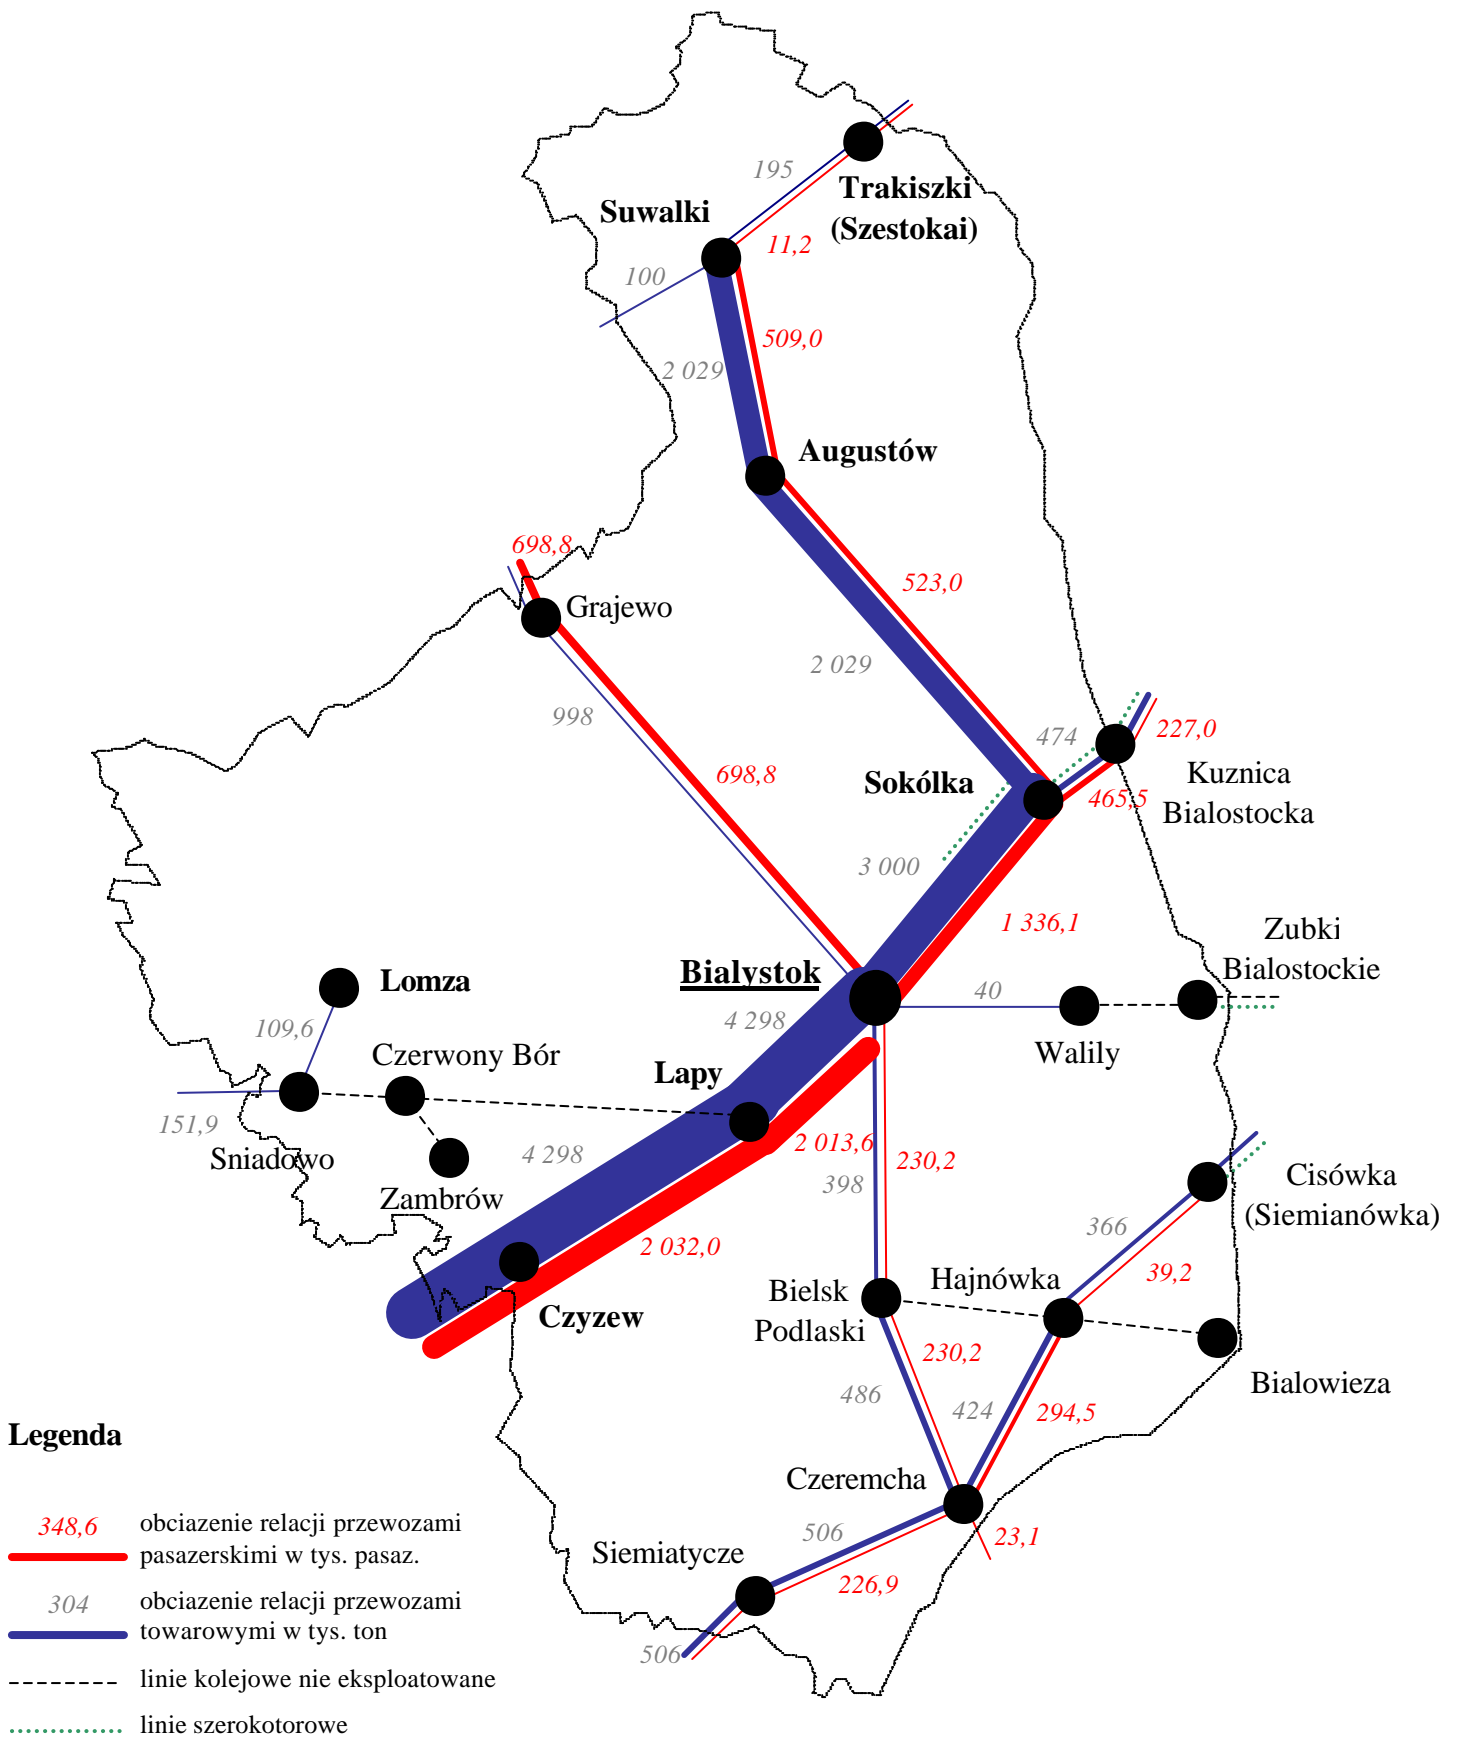 195
Trakiszki
(Szestokai)
Suwalki
11,2
100
509,0
2 029
Augustów
698,8
523,0
Grajewo
2 029
998
474
227,0
698,8
Sokólka
Kuznica
Bialostocka
465,5
3 000
1 336,1
Zubki
Bialostockie
Bialystok
Lomza
40
4 298
109,6
Czerwony Bór
Walily
Lapy
151,9
Sniadowo
4 298
2 013,6
230,2
398
Zambrów
Cisówka
(Siemianówka)
366
2 032,0
39,2
Hajnówka
Bielsk
Podlaski
Czyzew
230,2
Bialowieza
486
424
294,5
Legenda
Czeremcha
348,6
obciazenie relacji przewozami
pasazerskimi w tys. pasaz.
506
23,1
Siemiatycze
226,9
304
obciazenie relacji przewozami
towarowymi w tys. ton
506
linie kolejowe nie eksploatowane
linie szerokotorowe